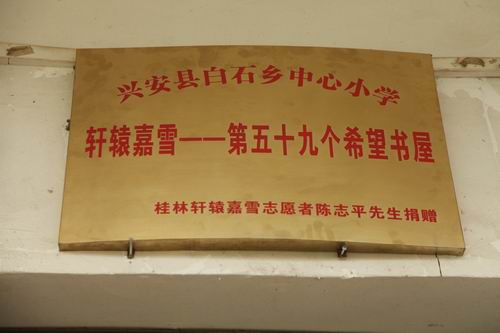 兴安县白石乡中心小学
轩辕嘉雪——第五十九个希望书屋
桂林轩辕嘉雪志愿者陈志平先生捐赠